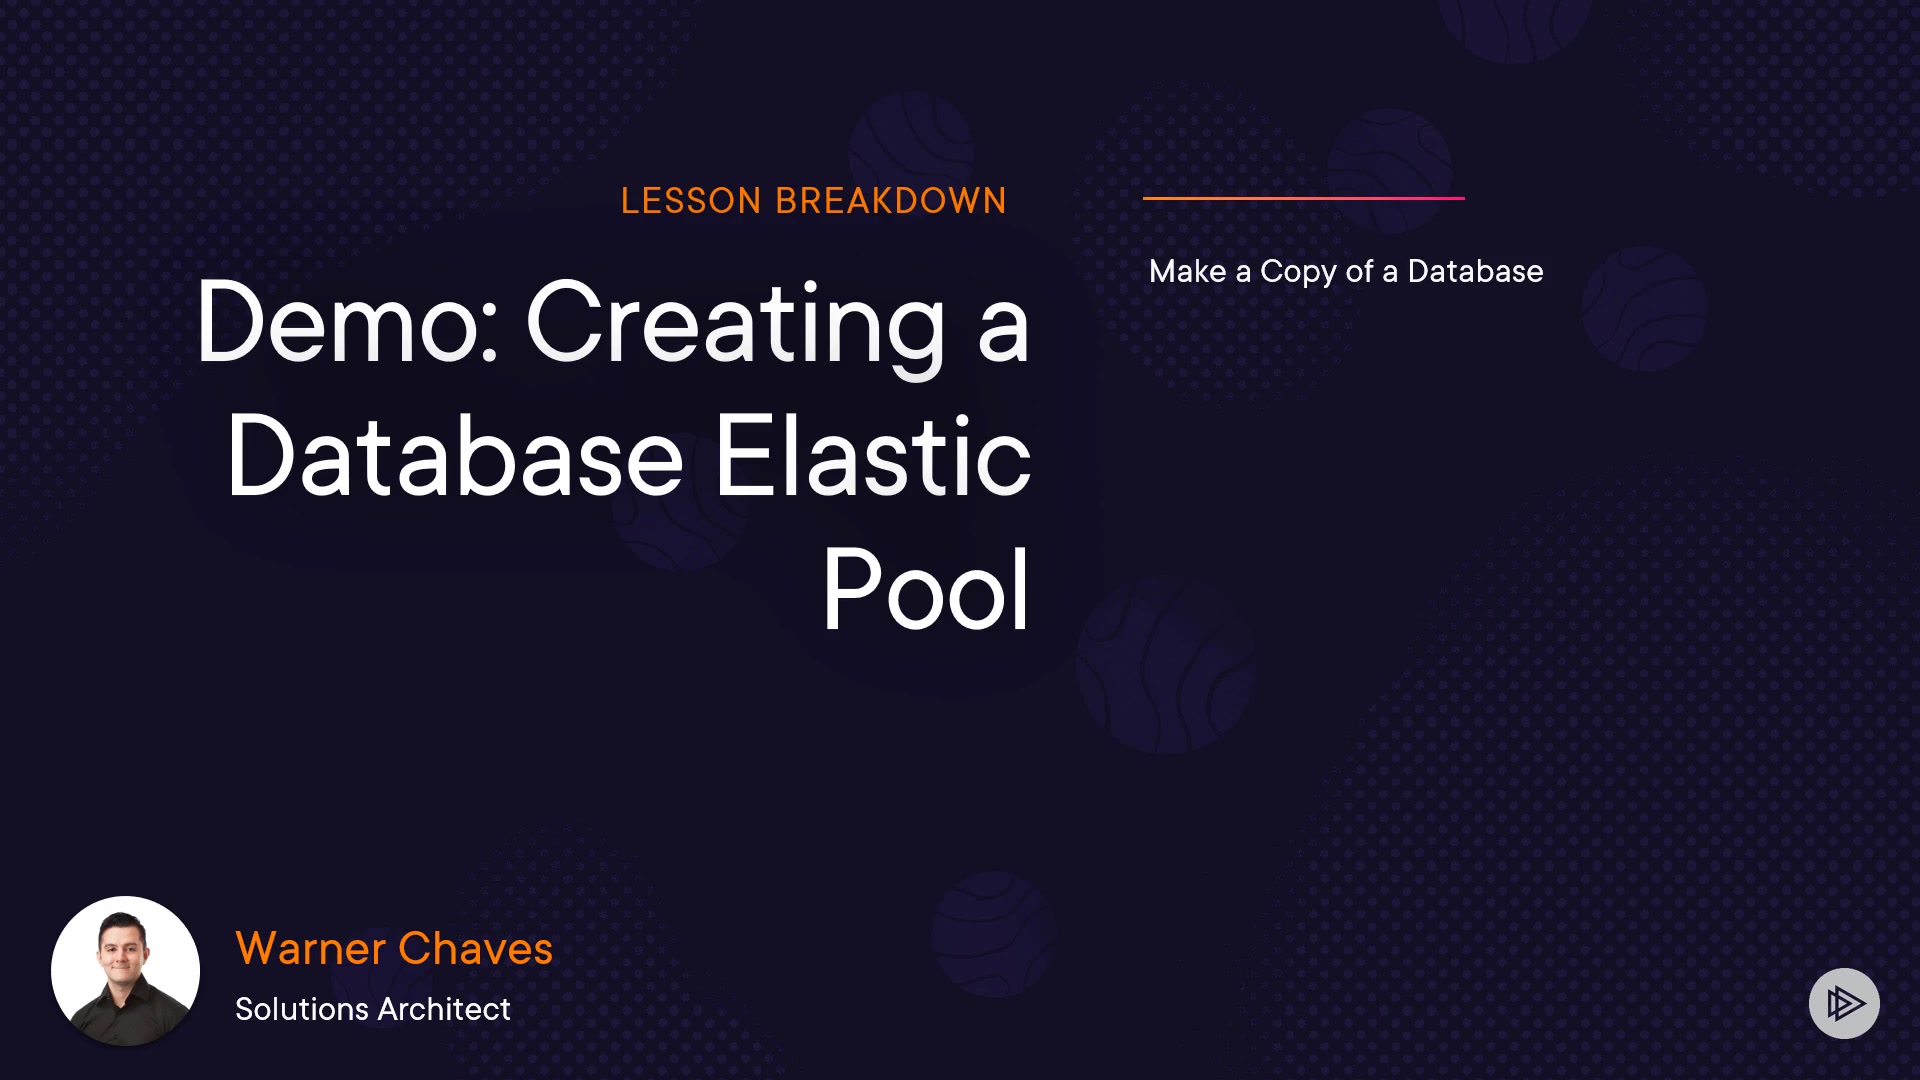 LESSON BREAKDOWN
Demo: Creating a
Database Elastic
Pool
Make a Copy of a Database
Warner Chaves
Solutions Architect